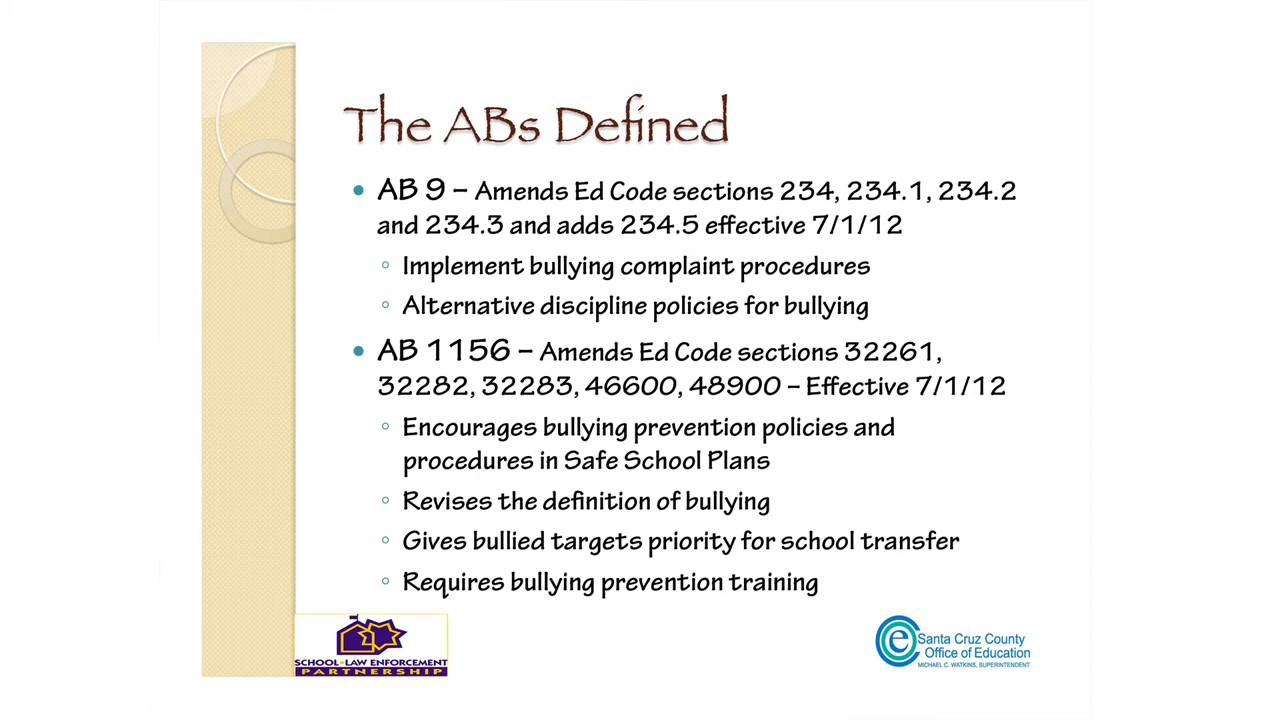 The ABs Defined
• AB 9 – Amends Ed Code sections 234, 234.1, 234.2
and 234.3 and adds 234.5 effective 7/1/12
◦ Implement bullying complaint procedures
◦ Alternative discipline policies for bullying
• AB 1156 – Amends Ed Code sections 32261,
32282, 32283, 46600, 48900 – Effective 7/1/12
◦ Encourages bullying prevention policies and
procedures in Safe School Plans
◦ Revises the definition of bullying
◦ Gives bullied targets priority for school transfer
◦ Requires bullying prevention training
SCHOOL•LAW ENFORCEMENT
PARTNERSHIP
e Santa Cruz County
Office of Education
MICHAEL C. WATKINS, SUPERINTENDENT